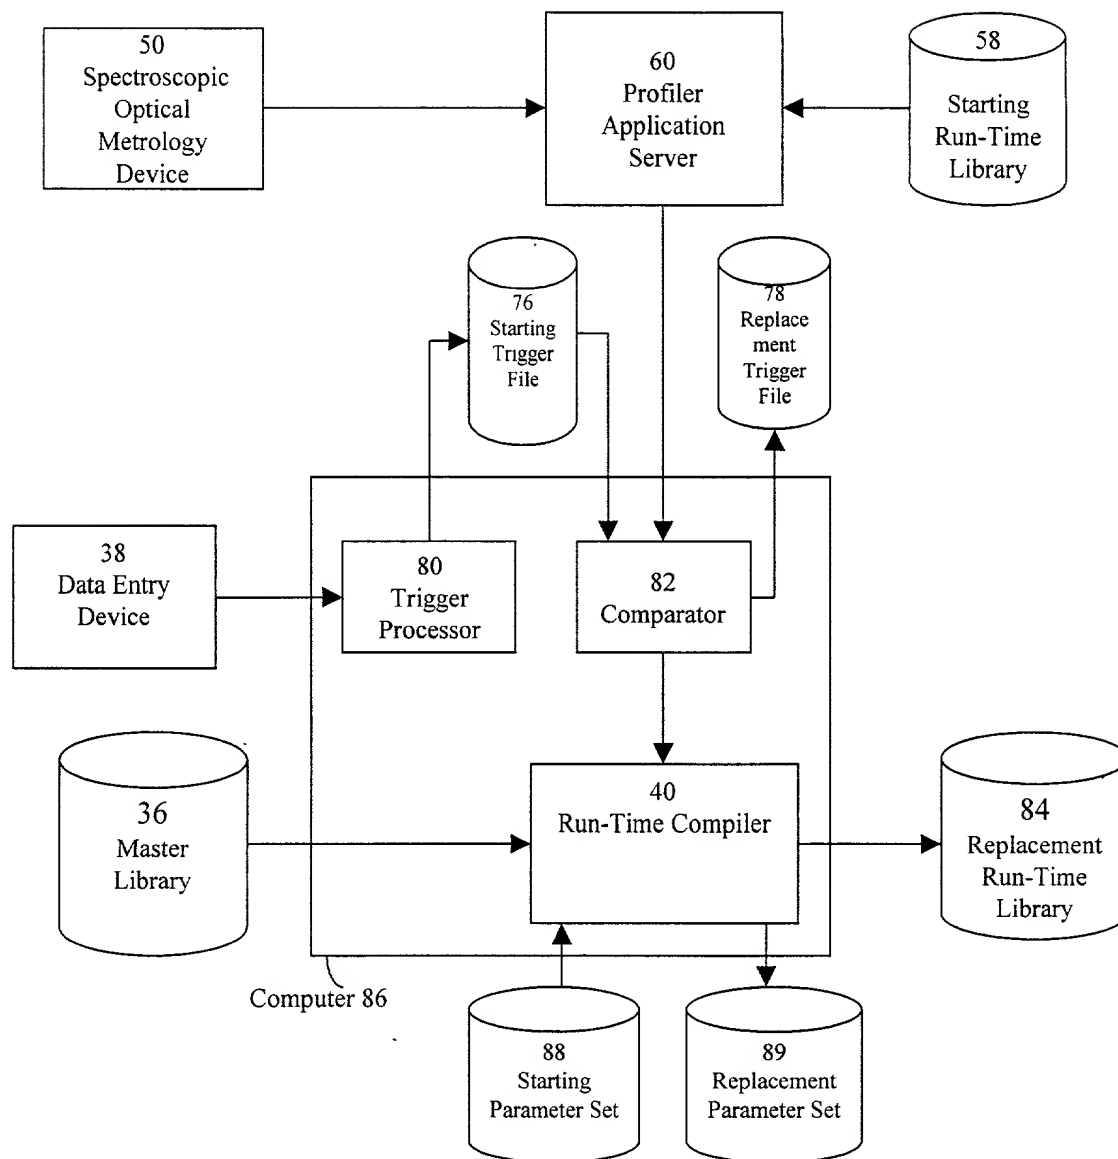 50
Spectroscopic
Optical
Metrology
Device
60
Profiler
Application
Server
58
Starting
Run-Time
Library
76
Starting
Trigger
File
78
Replace
ment
Trigger
File
38
Data Entry
Device
80
Trigger
Processor
82
Comparator
36
Master
Library
40
Run-Time Compiler
84
Replacement
Run-Time
Library
Computer 86
88
Starting
Parameter Set
89
Replacement
Parameter Set